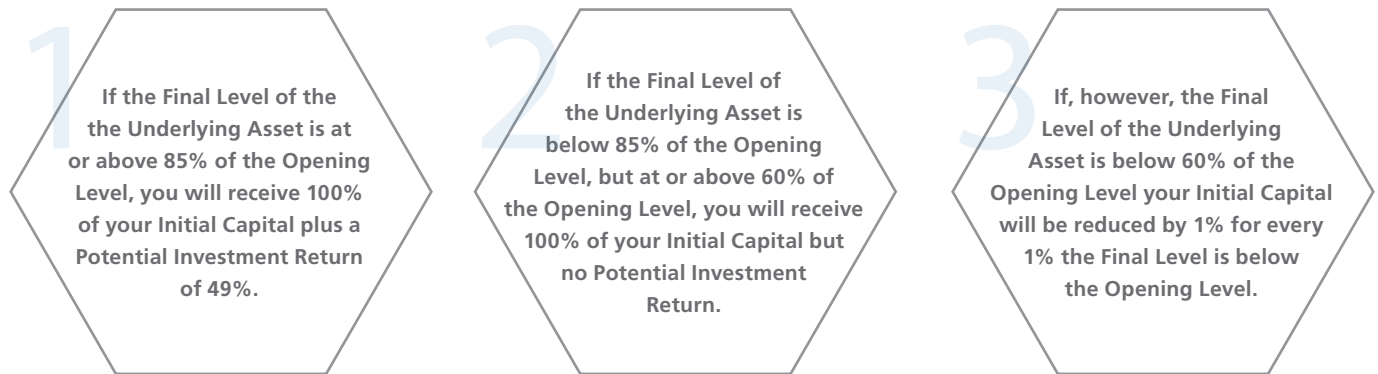 1
If the Final Level of the
the Underlying Asset is at
or above 85% of the Opening
Level, you will receive 100%
of your Initial Capital plus a
Potential Investment Return
of 49%.
2
If the Final Level of
the Underlying Asset is
below 85% of the Opening
Level, but at or above 60% of
the Opening Level, you will receive
100% of your Initial Capital but
no Potential Investment
Return.
3
If, however, the Final
Level of the Underlying
Asset is below 60% of the
Opening Level your Initial Capital
will be reduced by 1% for every
1% the Final Level is below
the Opening Level.